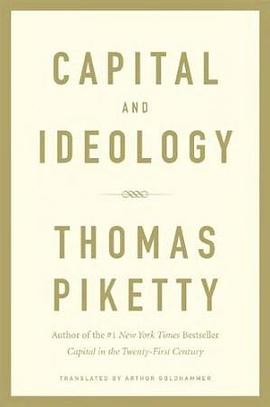 CAPITAL
AND
IDEOLOGY
THOMAS
PIKETTY
Author of the #1 New York Times Bestseller
Capital in the Twenty-First Century
TRANSLATED BY ARTHUR GOLDHAMMER